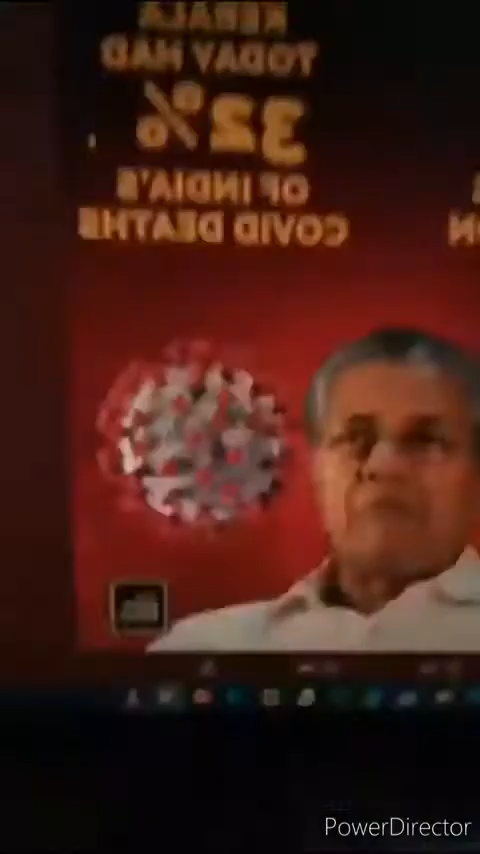 KERALA
TODAY HAD
32%
OF INDIA'S
COVID DEATHS
PowerDirector